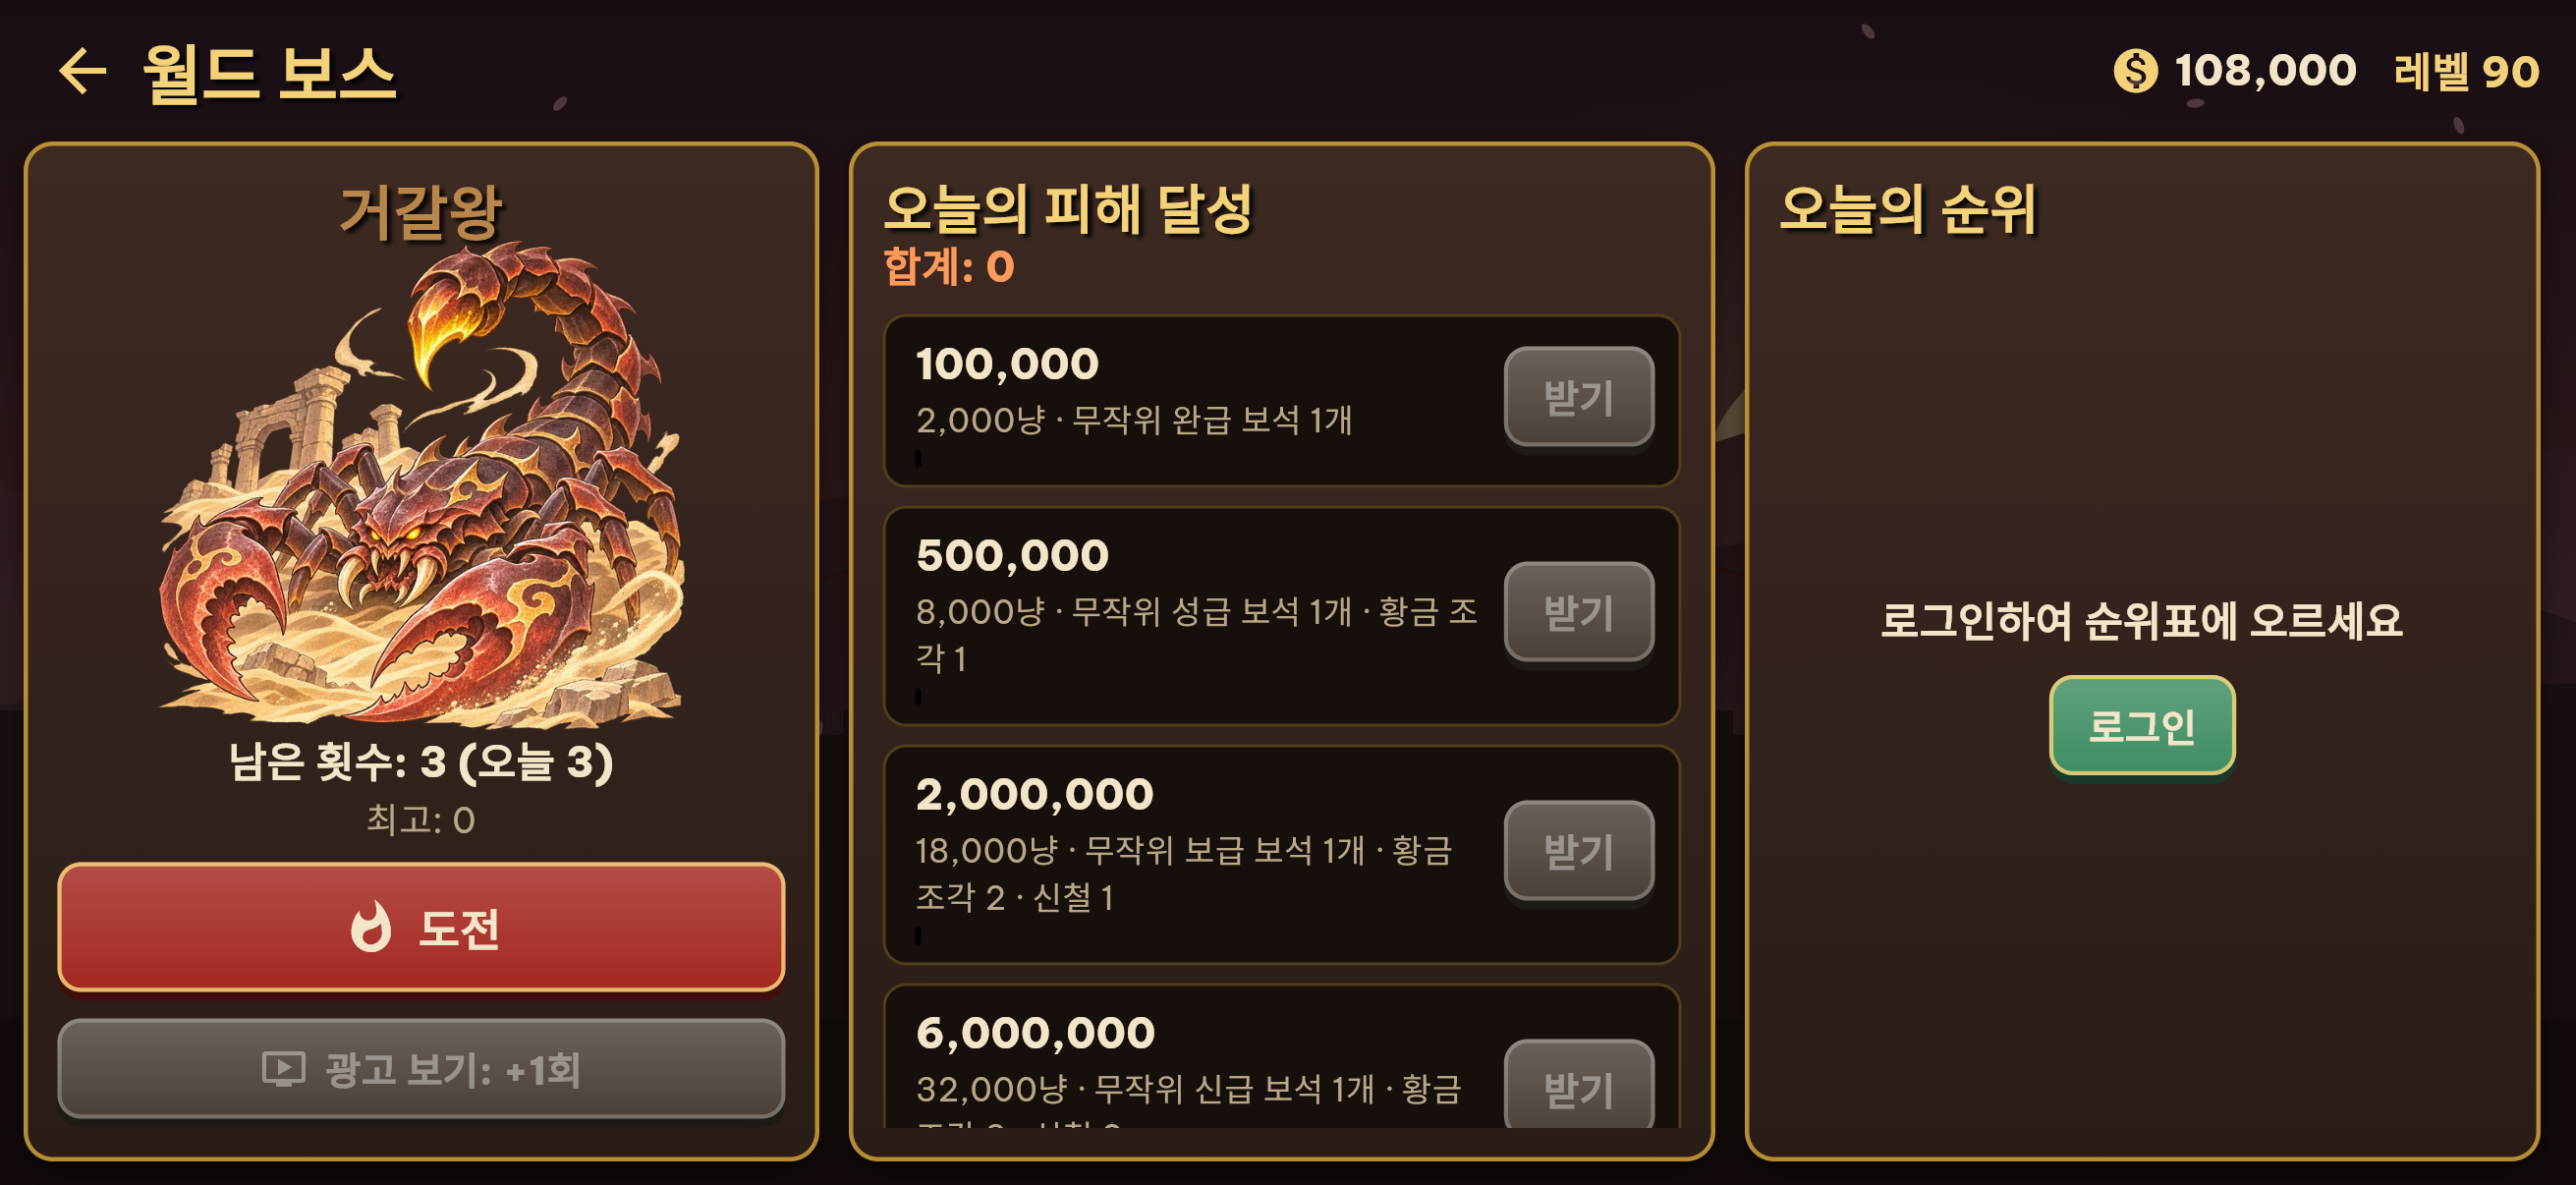 월드 보스
108,000
레벨 90
거갈왕
남은 횟수: 3 (오늘 3)
최고: 0
도전
광고 보기: +1회
오늘의 피해 달성
합계: 0
100,000
2,000냥 · 무작위 완급 보석 1개
받기
500,000
8,000냥 · 무작위 성급 보석 1개 · 황금 조
각 1
받기
2,000,000
18,000냥 · 무작위 보급 보석 1개 · 황금
조각 2 · 신철 1
받기
6,000,000
32,000냥 · 무작위 신급 보석 1개 · 황금
받기
오늘의 순위
로그인하여 순위표에 오르세요
로그인